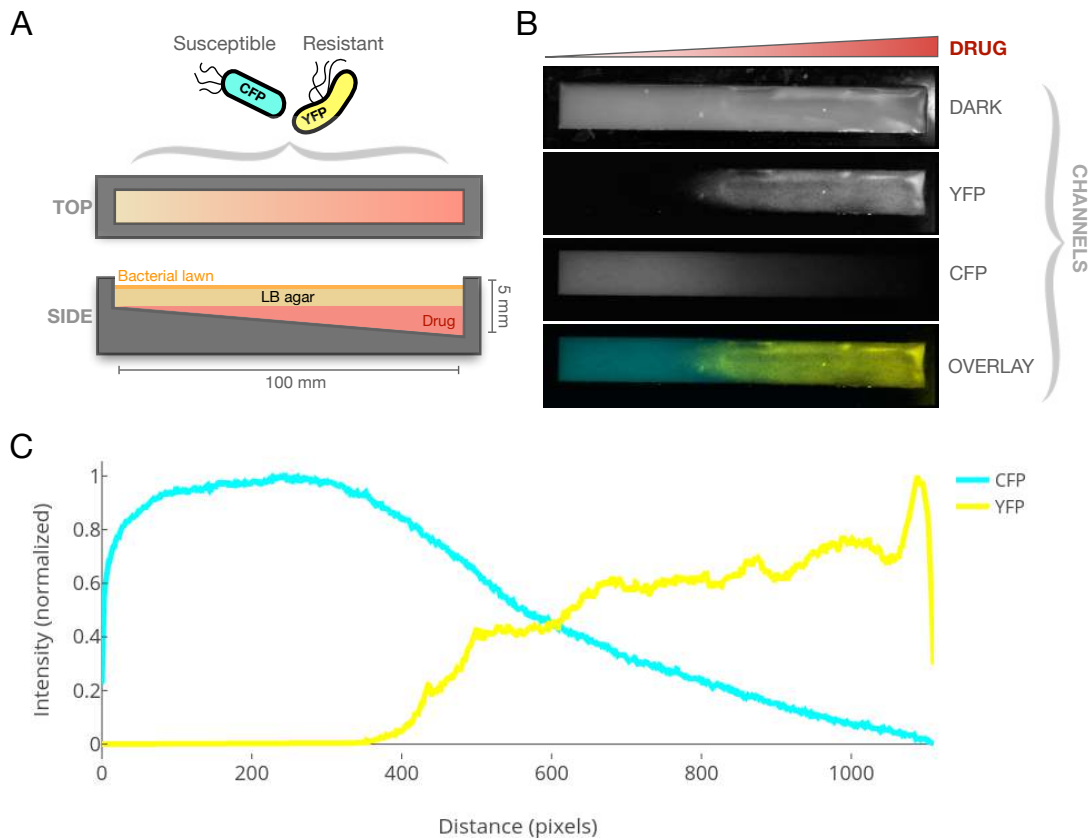 A
Susceptible
Resistant
CFP
YFP
TOP
Bacterial lawn
LB agar
SIDE
Drug
5 mm
100 mm
B
DRUG
DARK
YFP
CFP
OVERLAY
CHANNELS
C
Intensity (normalized)
1
0.8
0.6
0.4
0.2
0
0
200
400
600
800
1000
Distance (pixels)
CFP
YFP